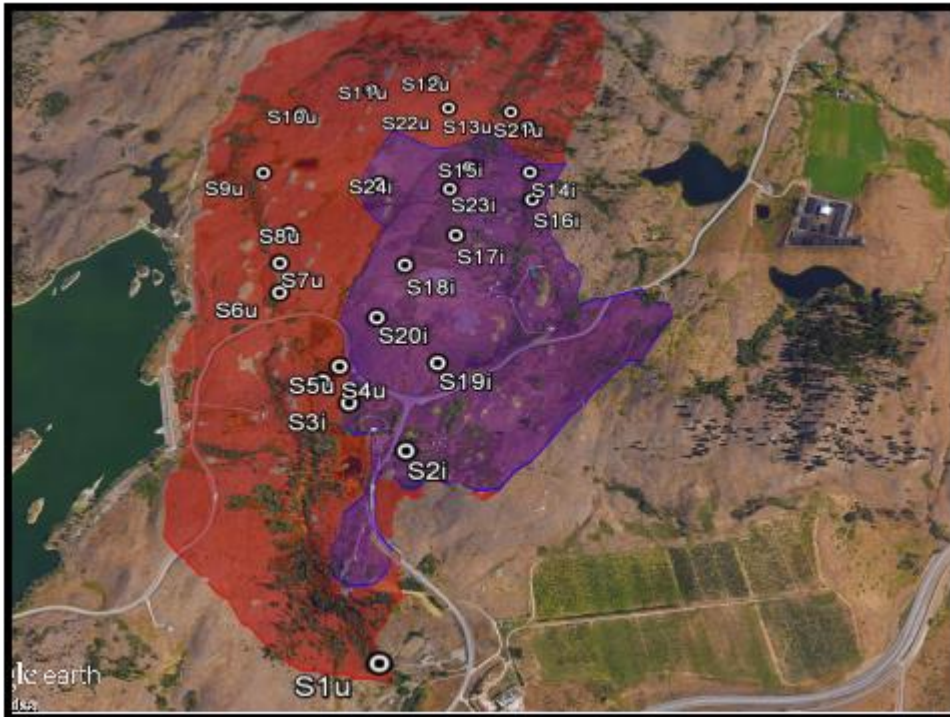 S12u
S11u
S10u
S22u
S13u
S21u
S15i
S9u
S24i
S14i
S23i
S16i
S8u
S17i
S7u
S18i
S6u
S20i
S19i
S5u
S4u
S3i
S2i
earth
S1u